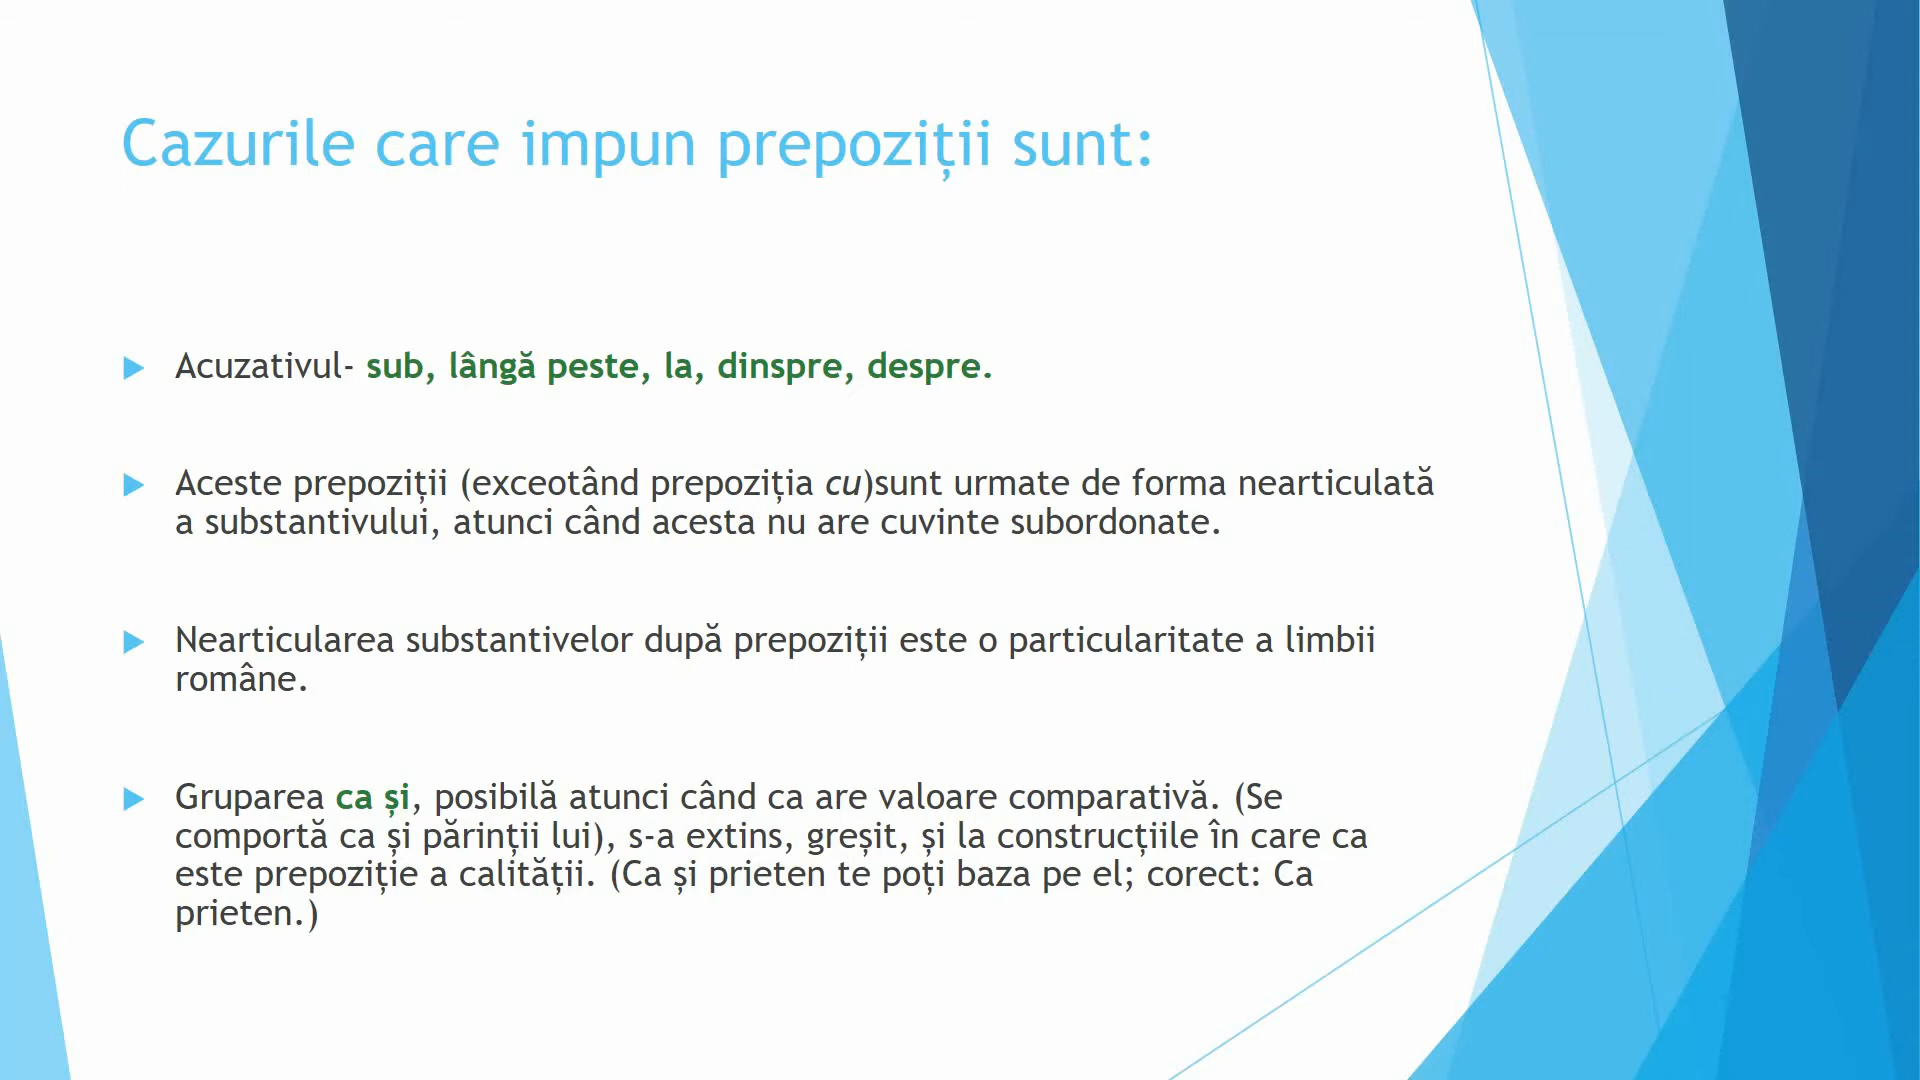 Cazurile care impun prepoziții sunt:
Acuzativul- sub, lângă peste, la, dinspre, despre.
Aceste prepoziții (exceotând prepoziția cu)sunt urmate de forma nearticulată
a substantivului, atunci când acesta nu are cuvinte subordonate.
Nearticularea substantivelor după prepoziții este o particularitate a limbii
române.
Gruparea ca și, posibilă atunci când ca are valoare comparativă. (Se
comportă ca și părinții lui), s-a extins, greșit, și la construcțiile în care ca
este prepoziție a calității. (Ca și prieten te poți baza pe el; corect: Ca
prieten.)